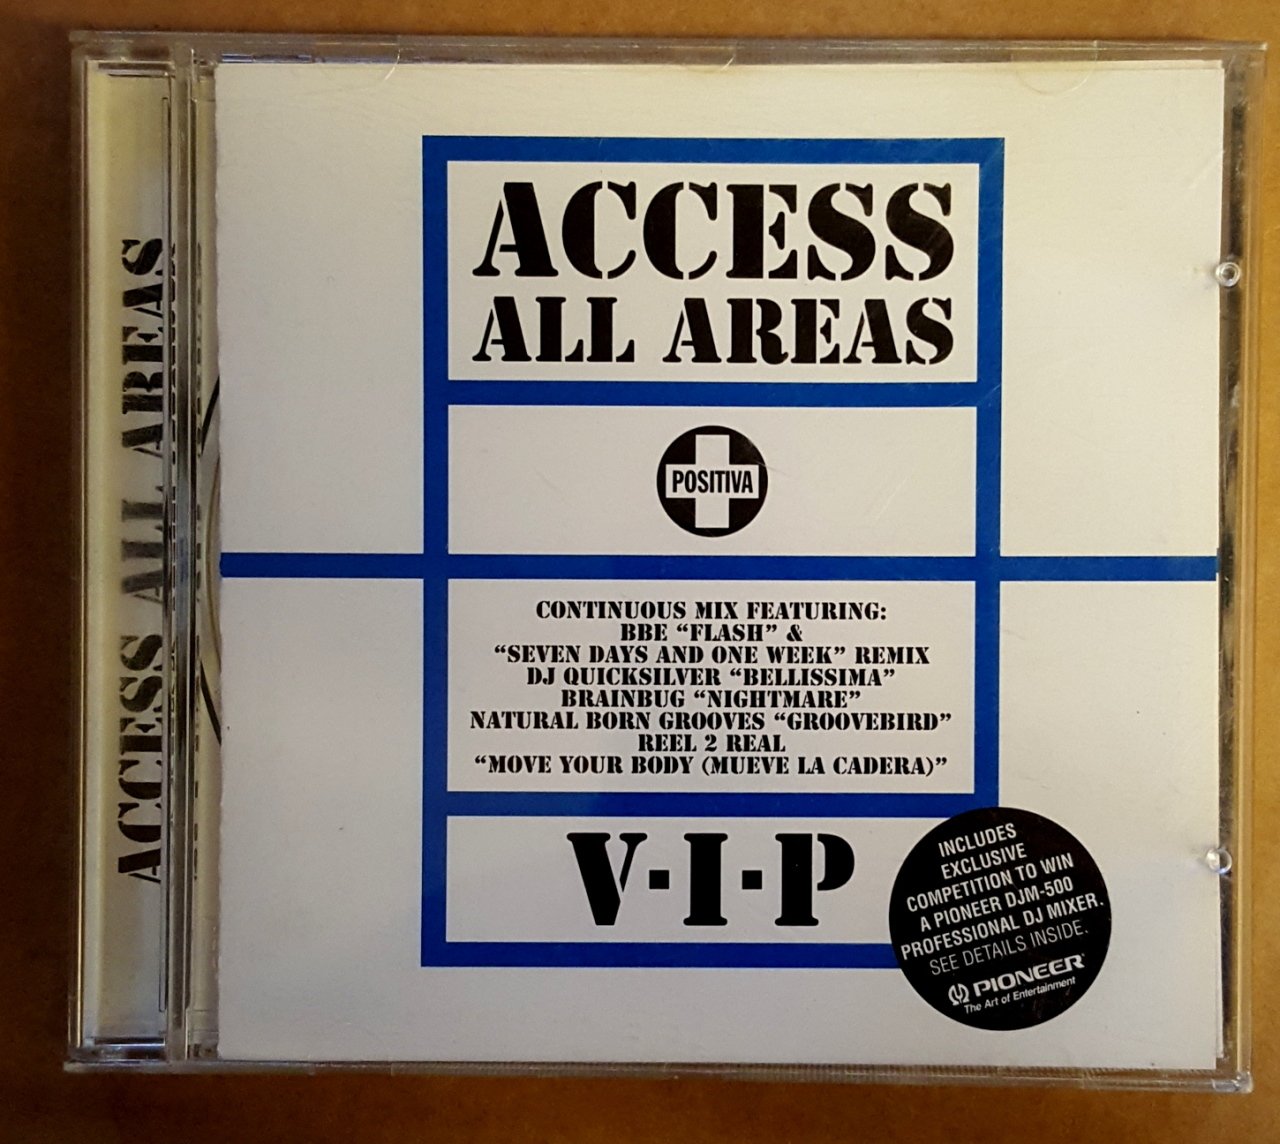 ACCESS ALL AREAS
ACCESS
ALL AREAS
POSITIVA
CONTINUOUS MIX FEATURING:
BBE “FLASH” &
“SEVEN DAYS AND ONE WEEK” REMIX
DJ QUICKSILVER “BELLISSIMA”
BRAINBUG “NIGHTMARE”
NATURAL BORN GROOVES “GROOVEBIRD”
REEL 2 REAL
“MOVE YOUR BODY (MUEVE LA CADERA)”
V·I·P
INCLUDES
EXCLUSIVE
COMPETITION TO WIN
A PIONEER DJM-500
PROFESSIONAL DJ MIXER.
SEE DETAILS INSIDE.
PIONEER
The Art of Entertainment